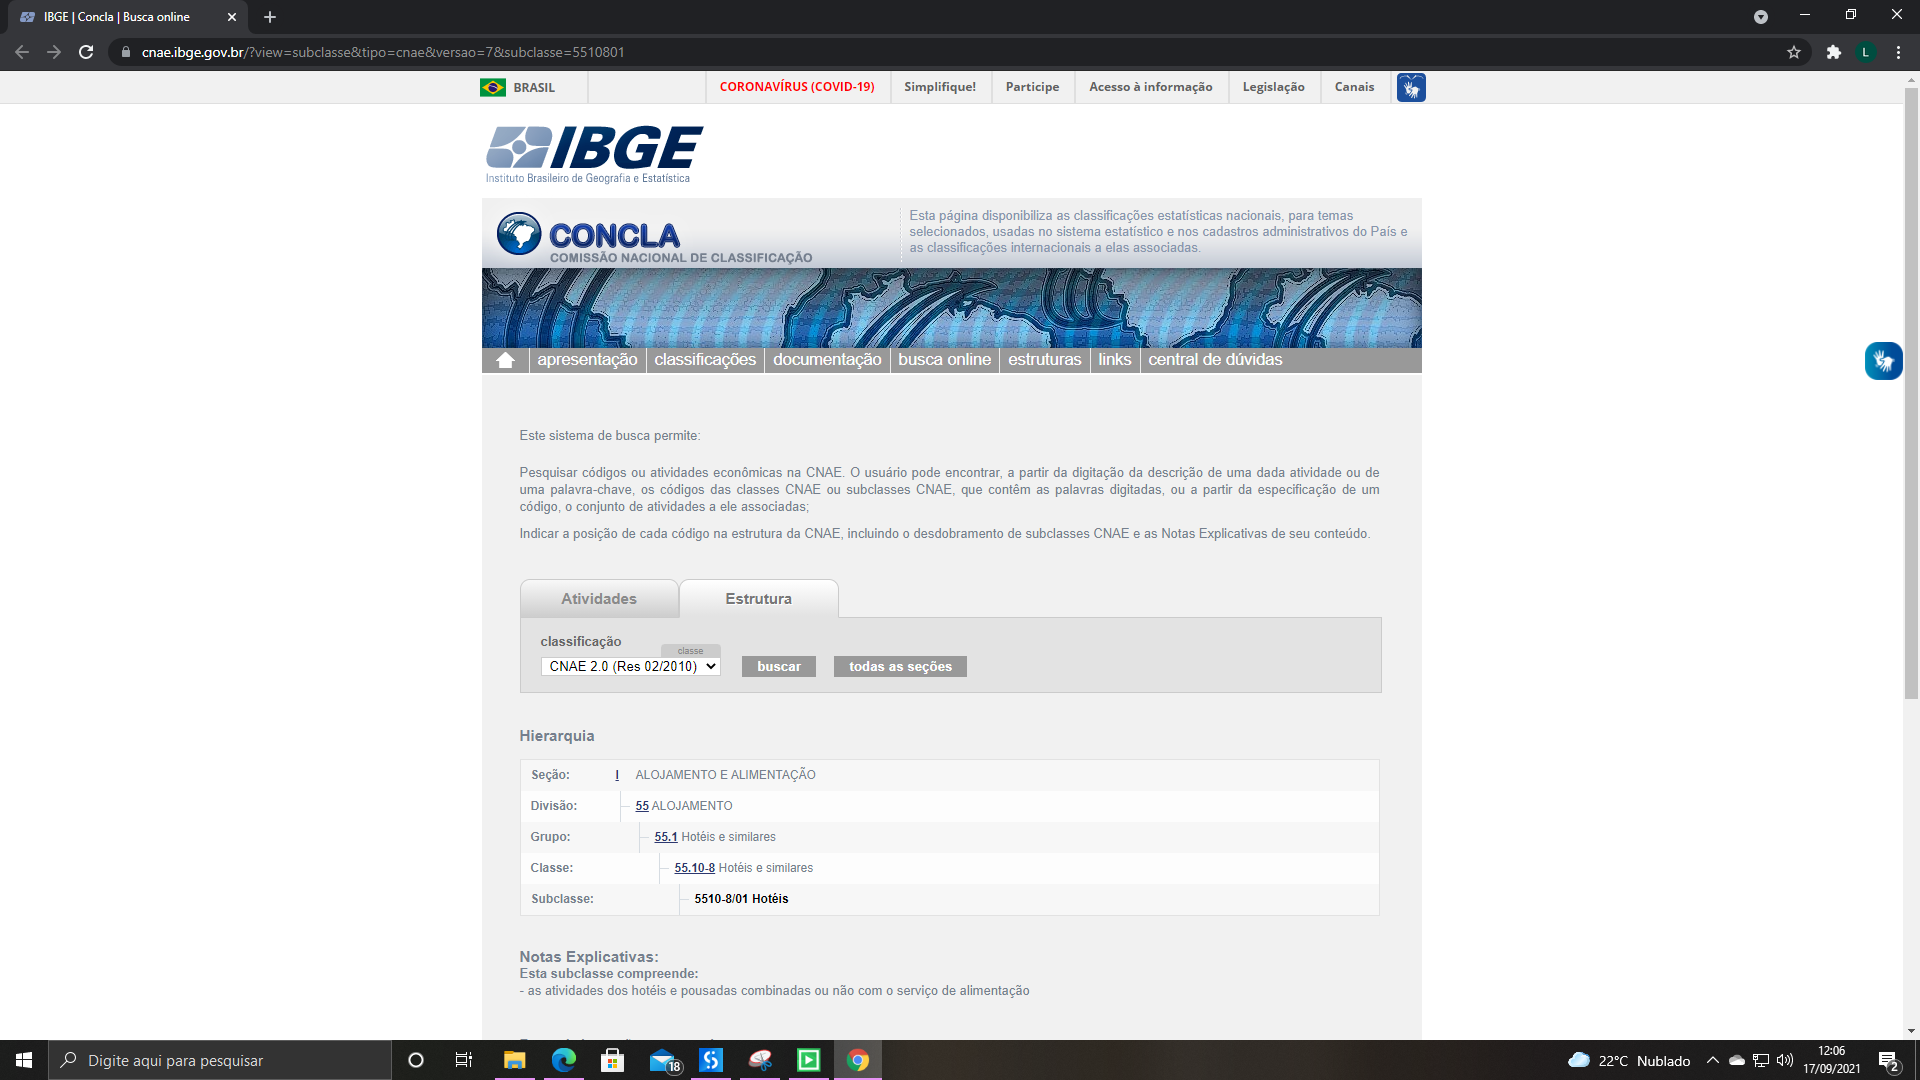 IBGE | Concla | Busca online
cnae.ibge.gov.br/?view=subclasse&tipo=cnae&versao=7&subclasse=5510801
L
BRASIL
CORONAVÍRUS (COVID-19)
Simplifique!
Participe
Acesso à informação
Legislação
Canais
IBGE
Instituto Brasileiro de Geografia e Estatística
CONCLA
COMISSÃO NACIONAL DE CLASSIFICAÇÃO
Esta página disponibiliza as classificações estatísticas nacionais, para temas
selecionados, usadas no sistema estatístico e nos cadastros administrativos do País e
as classificações internacionais a elas associadas.
apresentação
classificações
documentação
busca online
estruturas
links
central de dúvidas
Este sistema de busca permite:
Pesquisar códigos ou atividades econômicas na CNAE. O usuário pode encontrar, a partir da digitação da descrição de uma dada atividade ou de
uma palavra-chave, os códigos das classes CNAE ou subclasses CNAE, que contêm as palavras digitadas, ou a partir da especificação de um
código, o conjunto de atividades a ele associadas;
Indicar a posição de cada código na estrutura da CNAE, incluindo o desdobramento de subclasses CNAE e as Notas Explicativas de seu conteúdo.
Atividades
Estrutura
classificação
classe
CNAE 2.0 (Res 02/2010)
buscar
todas as seções
Hierarquia
Seção: I ALOJAMENTO E ALIMENTAÇÃO
Divisão: 55 ALOJAMENTO
Grupo: 55.1 Hotéis e similares
Classe: 55.10-8 Hotéis e similares
Subclasse: 5510-8/01 Hotéis
Notas Explicativas:
Esta subclasse compreende:
- as atividades dos hotéis e pousadas combinadas ou não com o serviço de alimentação
Digite aqui para pesquisar
18
22°C Nublado
12:06
17/09/2021
2